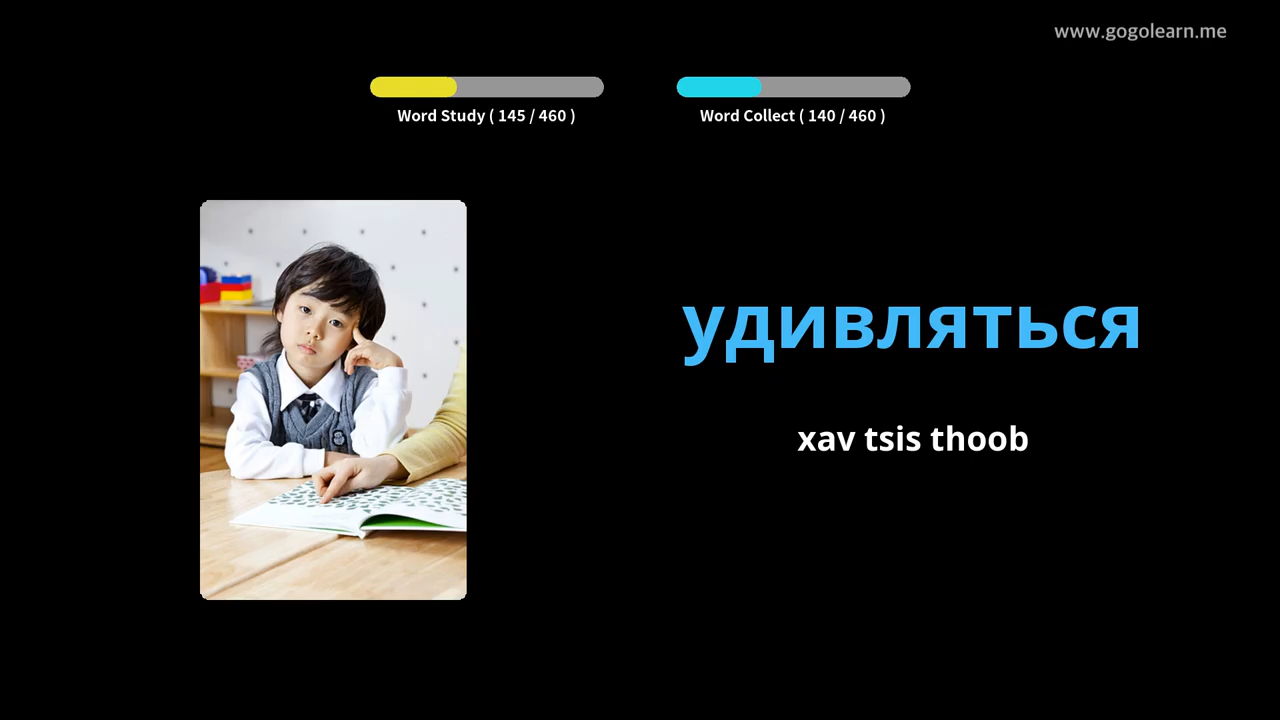 www.gogolearn.me
Word Study ( 145 / 460 )
Word Collect ( 140 / 460 )
удивляться
xav tsis thoob